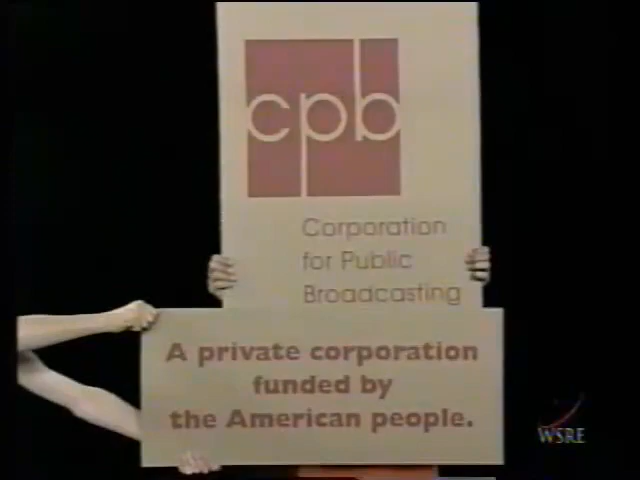 cpb
Corporation
for Public
Broadcasting
A private corporation
funded by
the American people.
WSRE